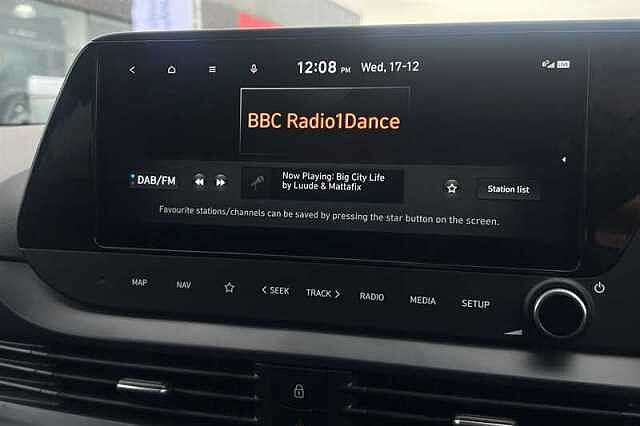 12:08 PM Wed, 17-12
LIVE
BBC Radio1Dance
DAB/FM
Now Playing: Big City Life
by Luude & Mattafix
Station list
Favourite stations/channels can be saved by pressing the star button on the screen.
MAP NAV < SEEK TRACK > RADIO MEDIA SETUP